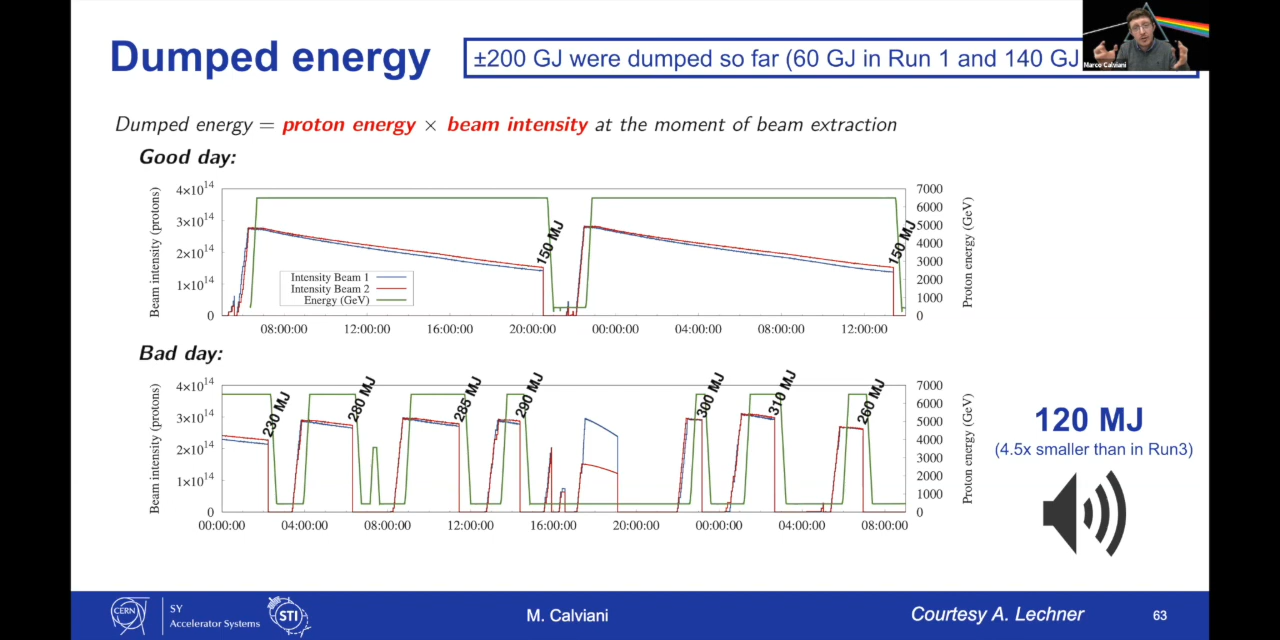 Dumped energy
±200 GJ were dumped so far (60 GJ in Run 1 and 140 GJ
Marco Calviani
Dumped energy = proton energy × beam intensity at the moment of beam extraction
Good day:
Beam intensity (protons)
4×10¹⁴
3×10¹⁴
2×10¹⁴
1×10¹⁴
0
150 MJ
150 MJ
Intensity Beam 1
Intensity Beam 2
Energy (GeV)
7000
6000
5000
4000
3000
2000
1000
0
Proton energy (GeV)
08:00:00 12:00:00 16:00:00 20:00:00 00:00:00 04:00:00 08:00:00 12:00:00
Bad day:
Beam intensity (protons)
4×10¹⁴
3×10¹⁴
2×10¹⁴
1×10¹⁴
0
230 MJ
280 MJ
285 MJ
290 MJ
300 MJ
310 MJ
260 MJ
7000
6000
5000
4000
3000
2000
1000
0
Proton energy (GeV)
00:00:00 04:00:00 08:00:00 12:00:00 16:00:00 20:00:00 00:00:00 04:00:00 08:00:00
120 MJ
(4.5x smaller than in Run3)
CERN
SY
Accelerator Systems
STI
M. Calviani
Courtesy A. Lechner
63